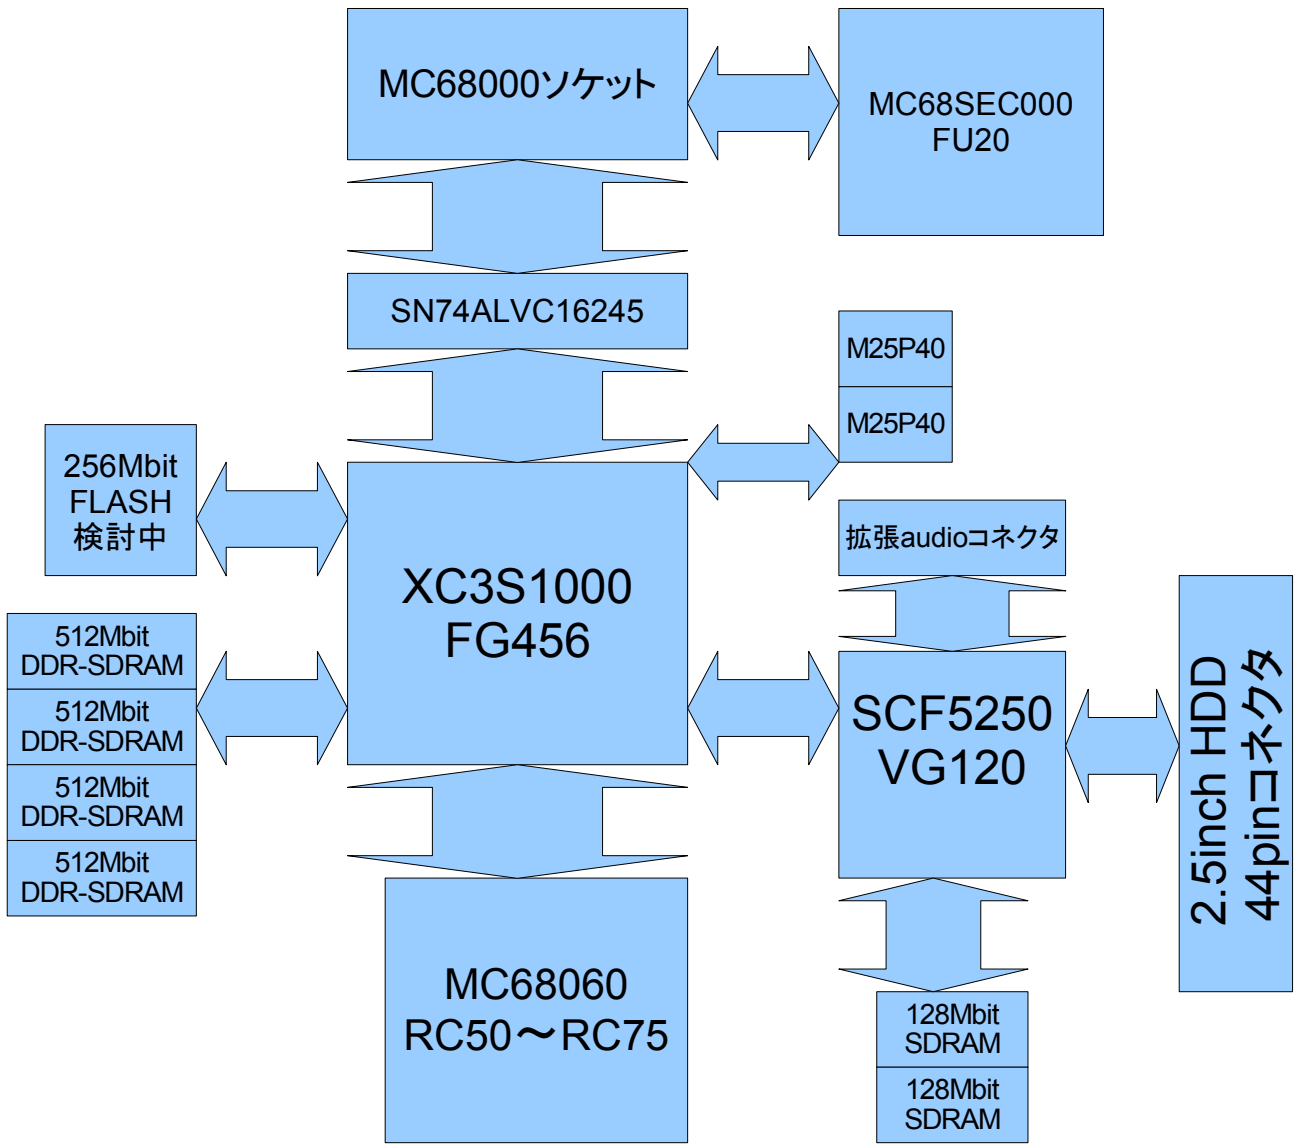 MC68000ソケット
MC68SEC000
FU20
SN74ALVC16245
M25P40
M25P40
256Mbit
FLASH
検討中
XC3S1000
FG456
拡張audioコネクタ
512Mbit
DDR-SDRAM
512Mbit
DDR-SDRAM
512Mbit
DDR-SDRAM
512Mbit
DDR-SDRAM
SCF5250
VG120
2.5inch HDD
44pinコネクタ
MC68060
RC50～RC75
128Mbit
SDRAM
128Mbit
SDRAM